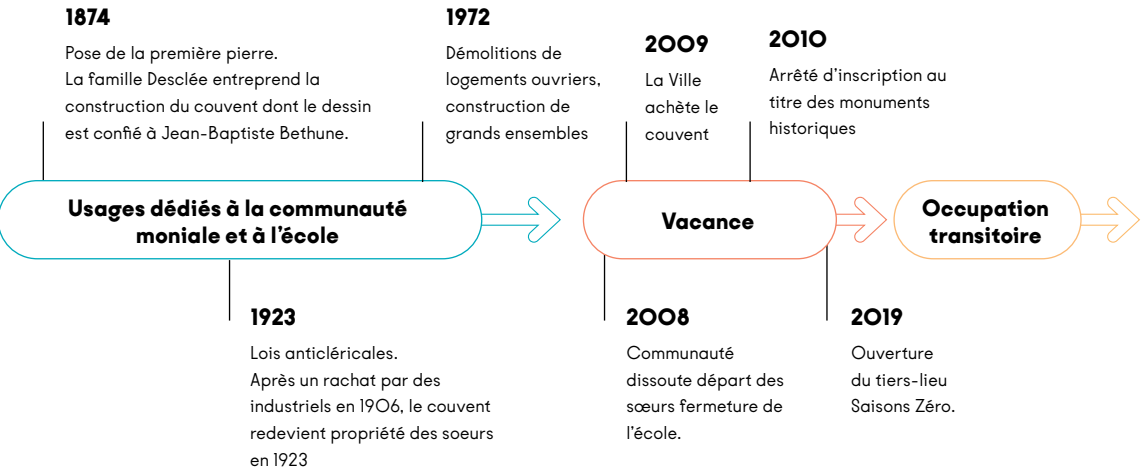 1874
Pose de la première pierre.
La famille Desclée entreprend la
construction du couvent dont le dessin
est confié à Jean-Baptiste Bethune.
1972
Démolitions de
logements ouvriers,
construction de
grands ensembles
2009
La Ville
achète le
couvent
2010
Arrêté d'inscription au
titre des monuments
historiques
Usages dédiés à la communauté
moniale et à l'école
Vacance
Occupation
transitoire
1923
Lois anticléricales.
Après un rachat par des
industriels en 1906, le couvent
redevient propriété des soeurs
en 1923
2008
Communauté
dissoute départ des
sœurs fermeture de
l'école.
2019
Ouverture
du tiers-lieu
Saisons Zéro.